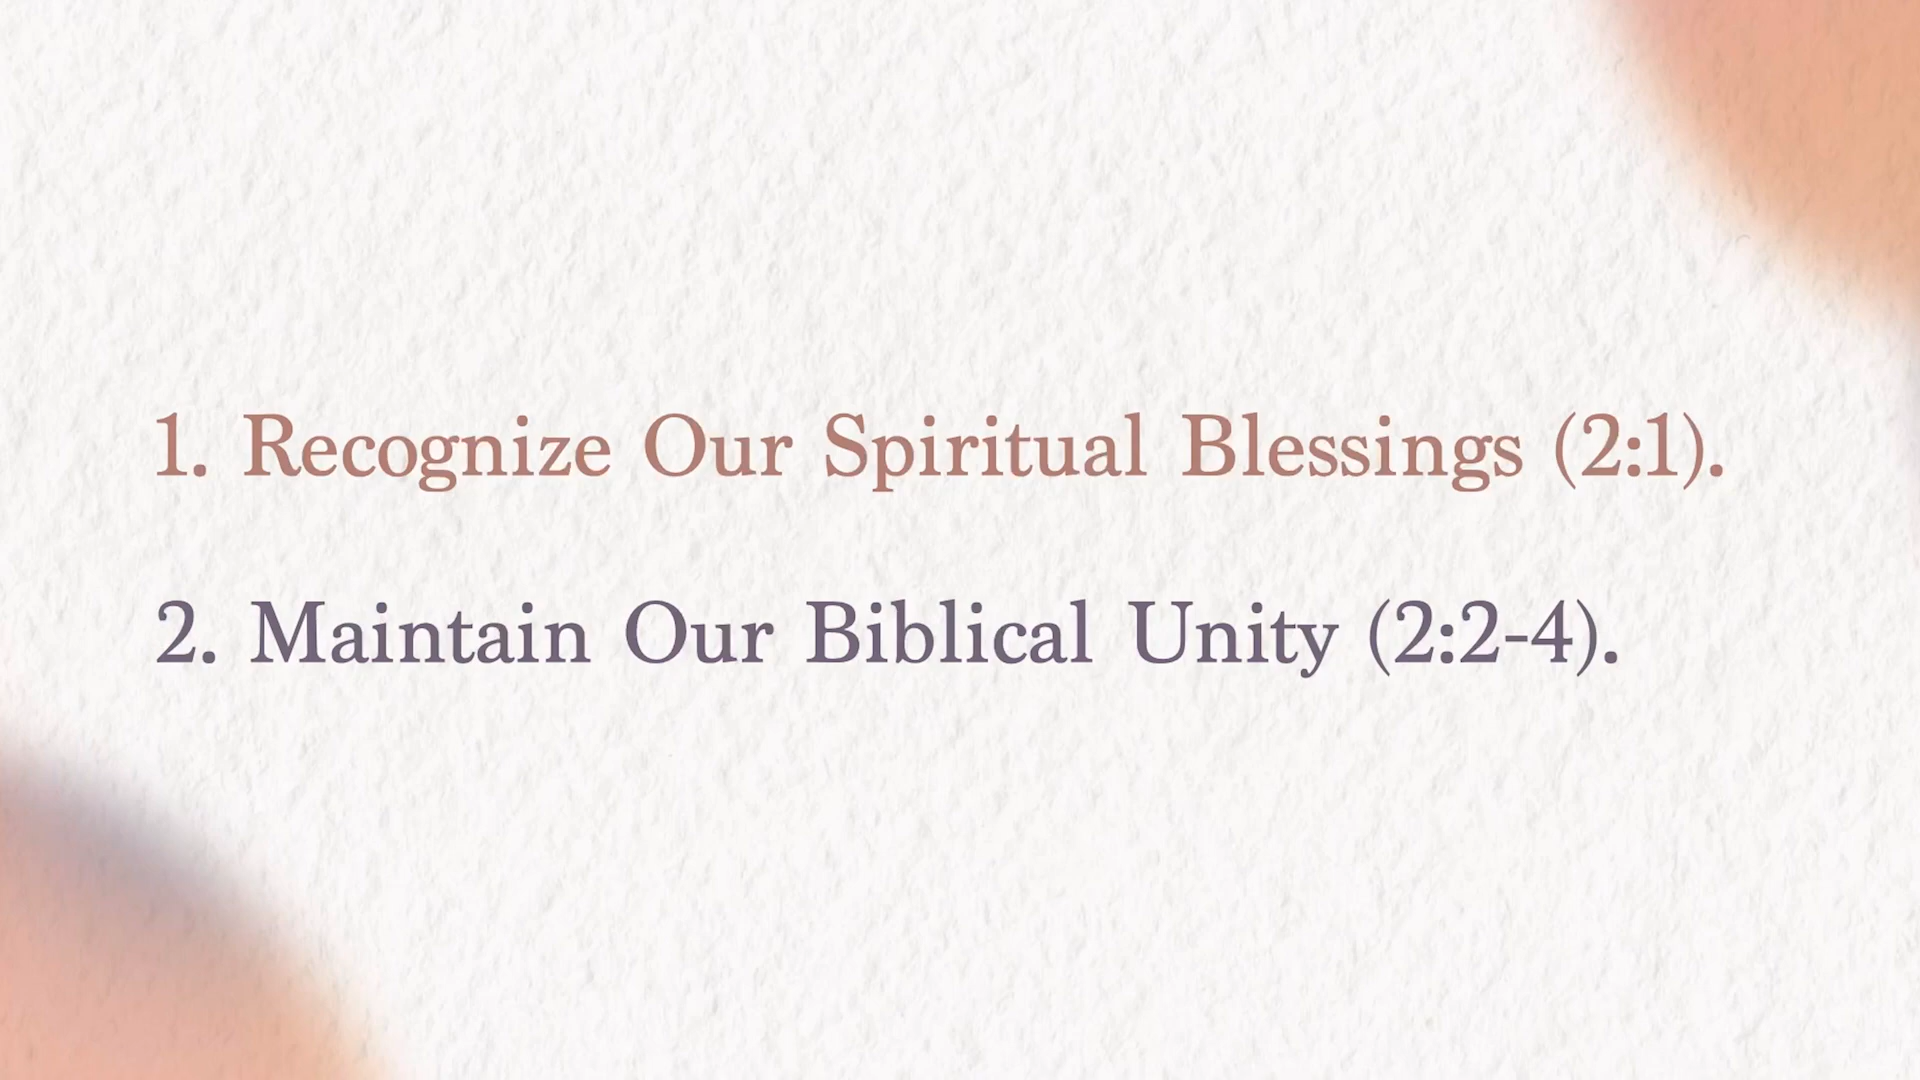 1. Recognize Our Spiritual Blessings (2:1).
2. Maintain Our Biblical Unity (2:2-4).